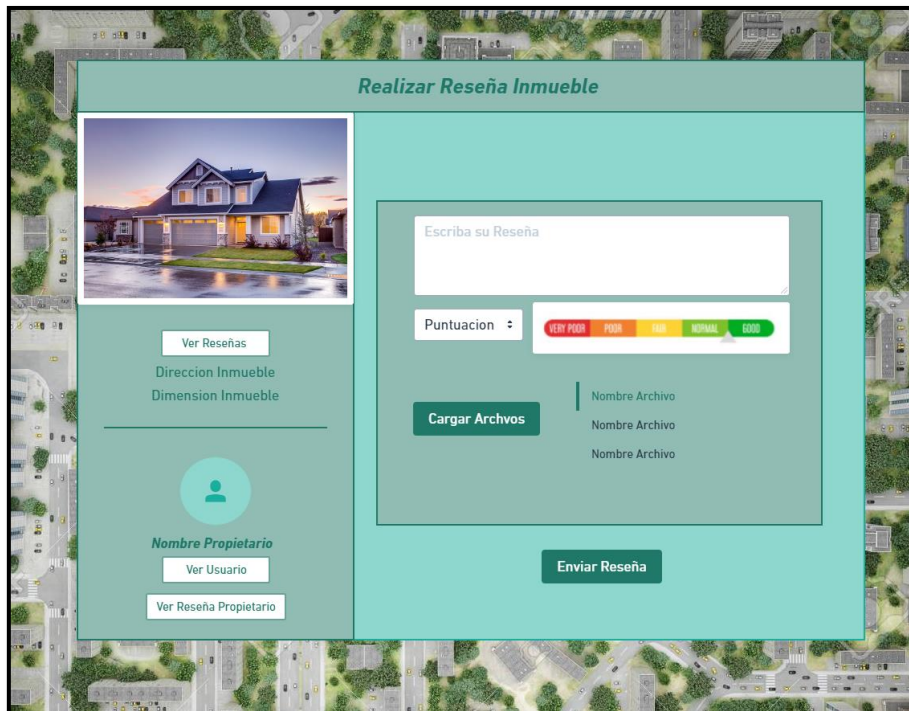 Realizar Reseña Inmueble
Ver Reseñas
Direccion Inmueble
Dimension Inmueble
Nombre Propietario
Ver Usuario
Ver Reseña Propietario
Escriba su Reseña
Puntuacion
VERY POOR POOR FAIR NORMAL GOOD
Cargar Archvos
Nombre Archivo
Nombre Archivo
Nombre Archivo
Enviar Reseña